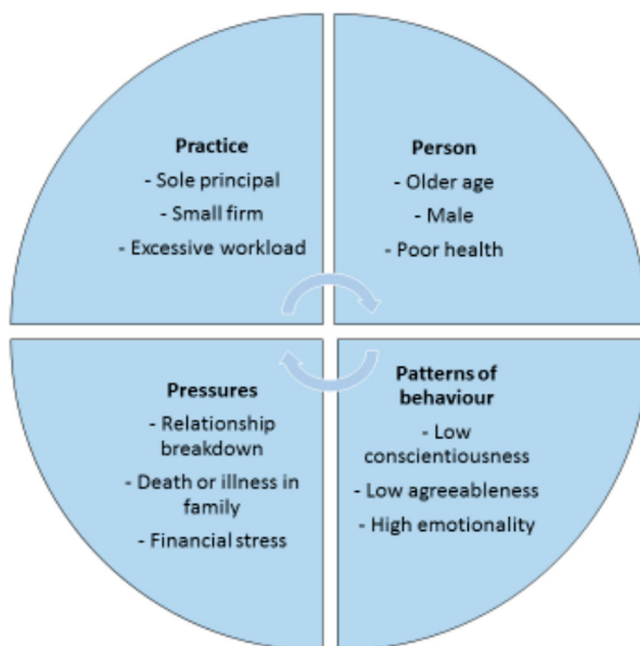 Practice
- Sole principal
- Small firm
- Excessive workload
Person
- Older age
- Male
- Poor health
Pressures
- Relationship
breakdown
- Death or illness in
family
- Financial stress
Patterns of
behaviour
- Low
conscientiousness
- Low agreeableness
- High emotionality